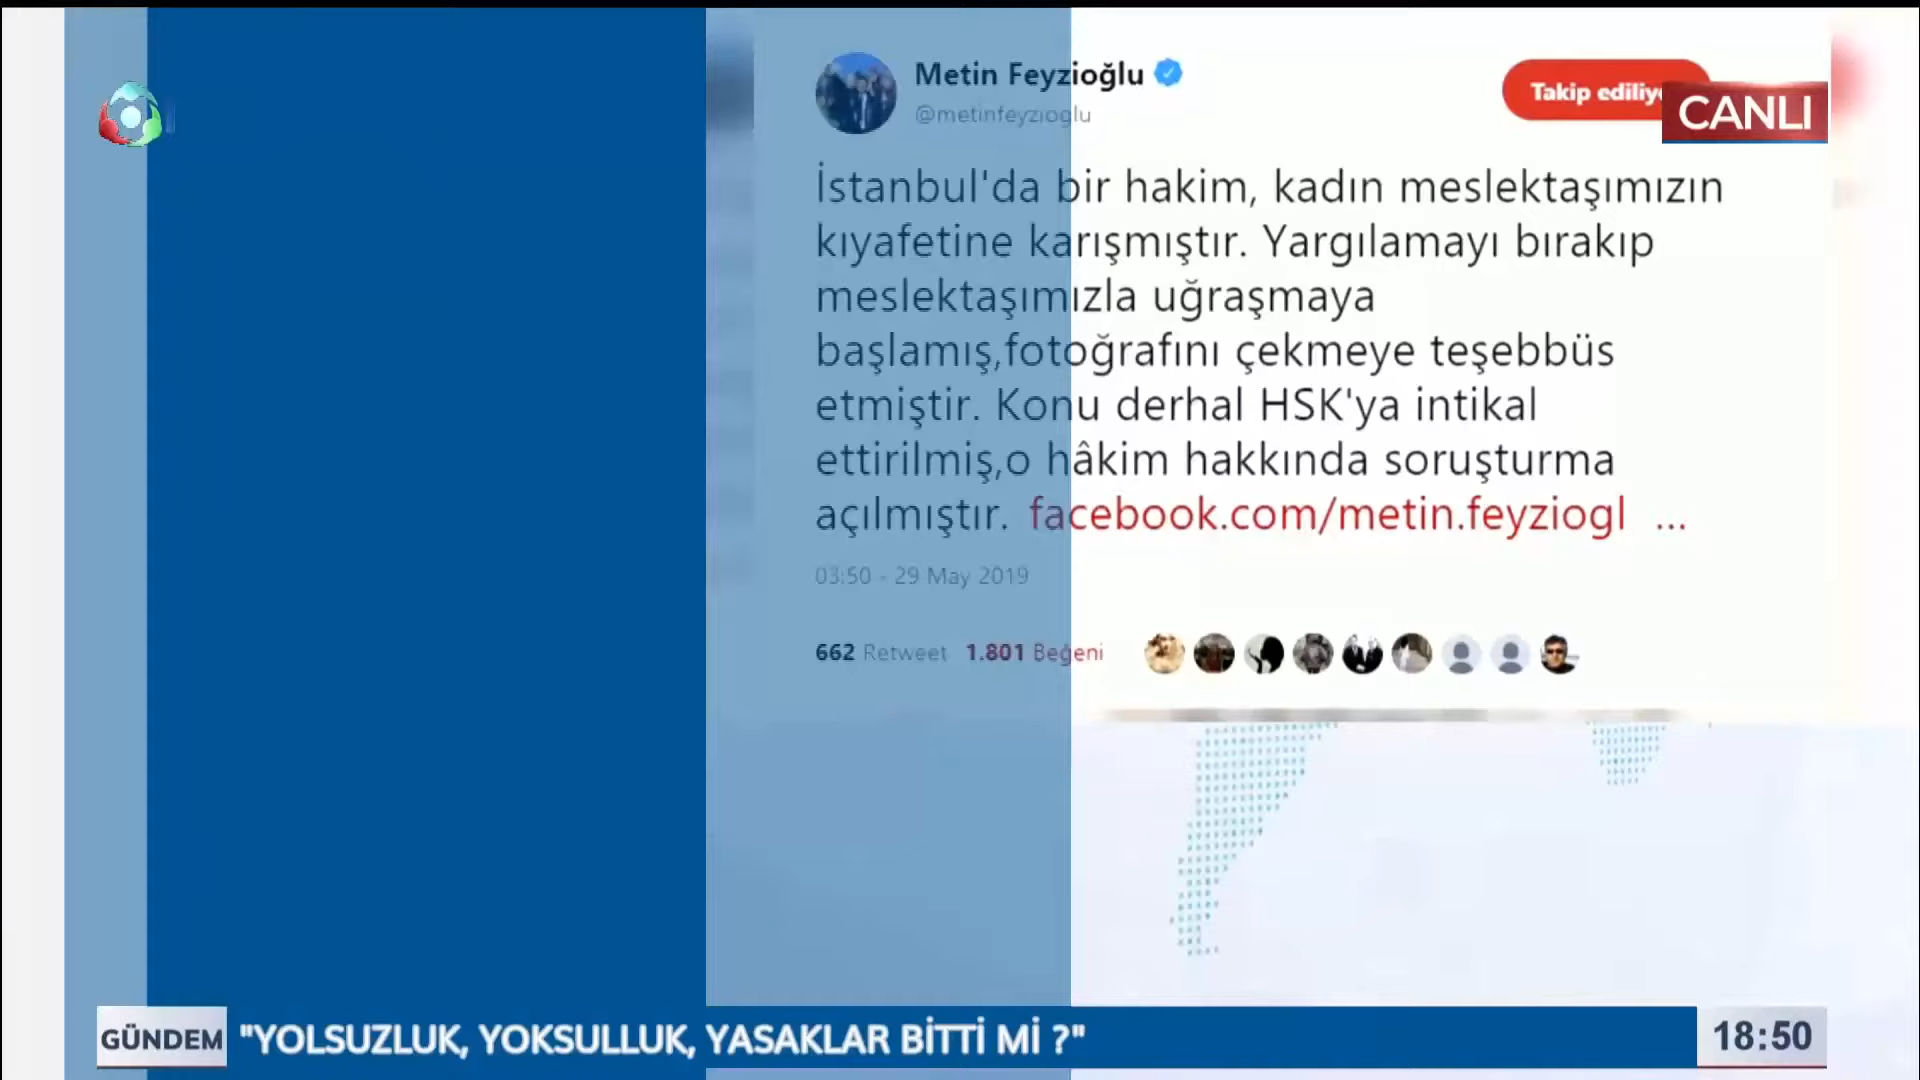 Metin Feyzioğlu
@metinfeyzioglu
Takip ediliy
CANLI
İstanbul'da bir hakim, kadın meslektaşımızın
kıyafetine karışmıştır. Yargılamayı bırakıp
meslektaşımızla uğraşmaya
başlamış,fotoğrafını çekmeye teşebbüs
etmiştir. Konu derhal HSK'ya intikal
ettirilmiş,o hâkim hakkında soruşturma
açılmıştır. facebook.com/metin.feyziogl ...
03:50 - 29 May 2019
662 Retweet 1.801 Beğeni
GÜNDEM "YOLSUZLUK, YOKSULLUK, YASAKLAR BİTTİ Mİ ?" 18:50